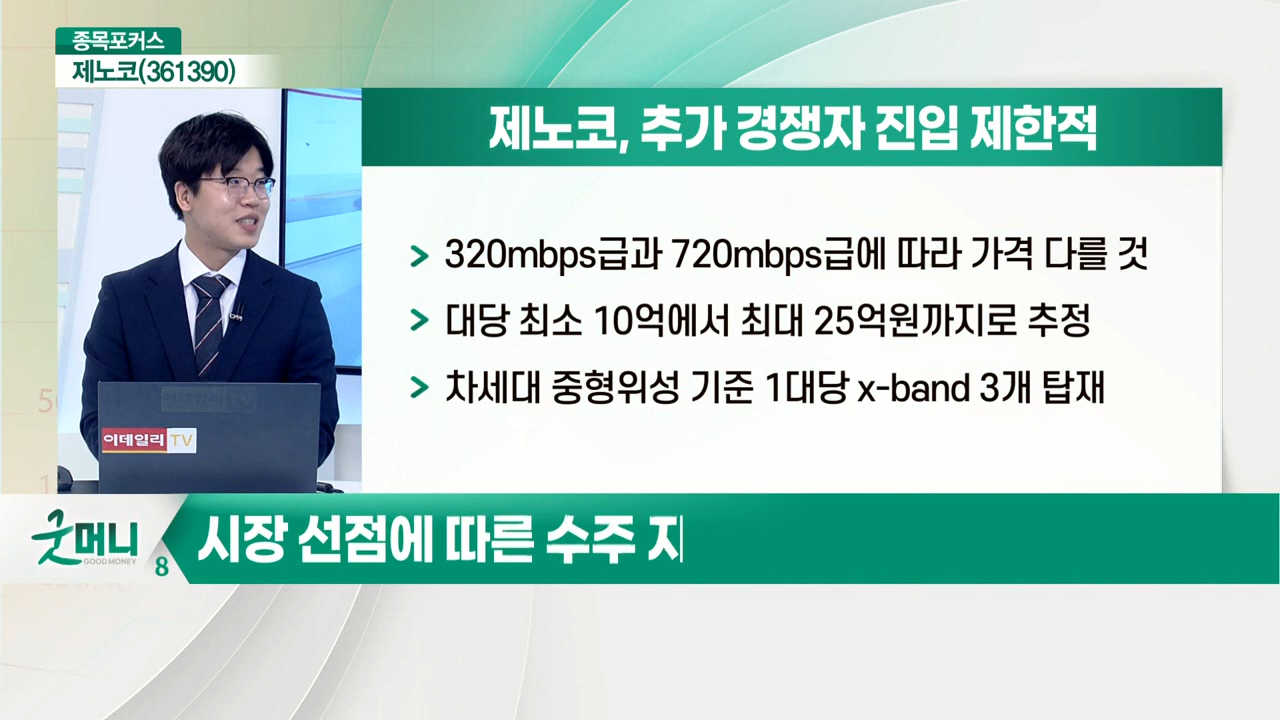 종목포커스
제노코(361390)
제노코, 추가 경쟁자 진입 제한적
320mbps급과 720mbps급에 따라 가격 다를 것
대당 최소 10억에서 최대 25억원까지로 추정
차세대 중형위성 기준 1대당 x-band 3개 탑재
이데일리TV
굿머니
GOOD MONEY
8
시장 선점에 따른 수주